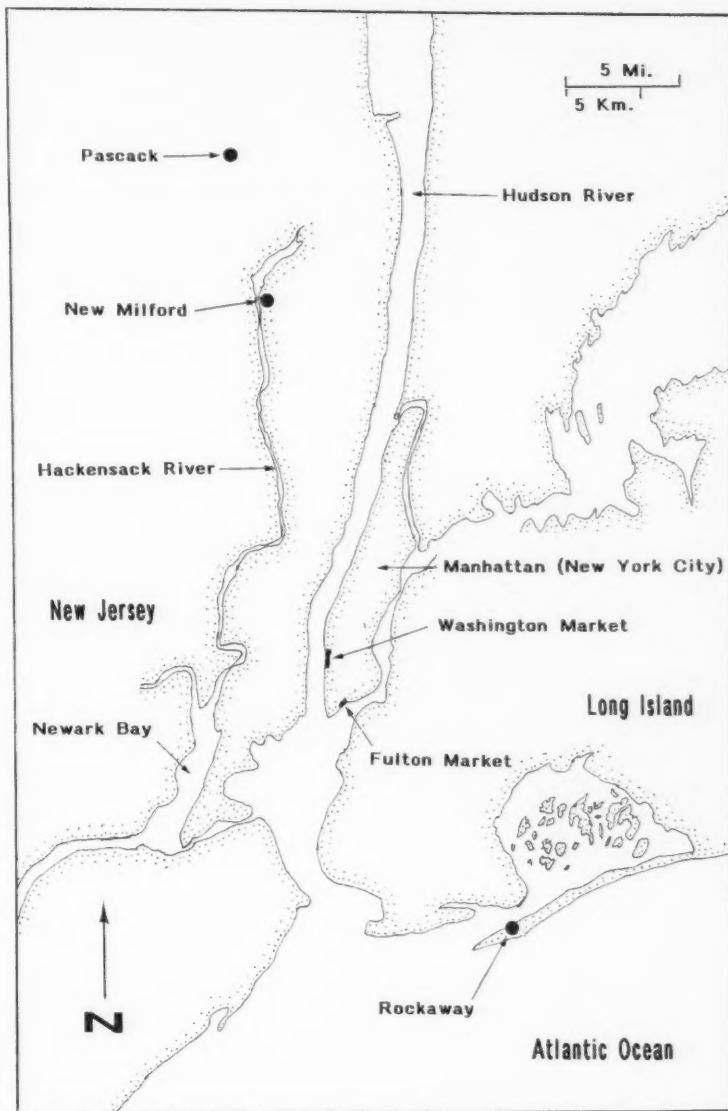 5 Mi.
5 Km.
Pascack
Hudson River
New Milford
Hackensack River
Manhattan (New York City)
New Jersey
Washington Market
Long Island
Newark Bay
Fulton Market
N
Rockaway
Atlantic Ocean